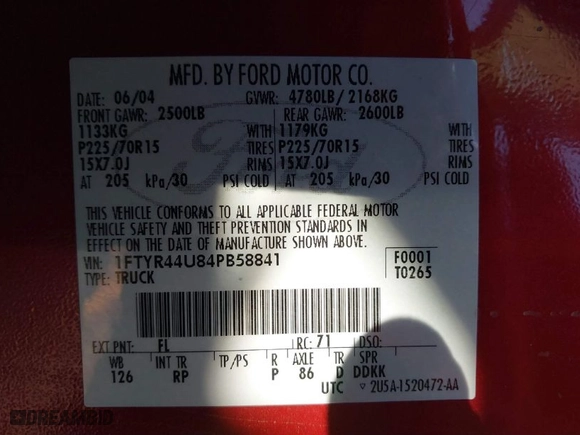 MFD. BY FORD MOTOR CO.
DATE: 06/04 GVWR: 4780LB/ 2168KG
FRONT GAWR: 2500LB REAR GAWR: 2600LB
1133KG WITH 1179KG WITH
P225/70R15 TIRES P225/70R15 TIRES
15X7.0J RIMS 15X7.0J RIMS
AT 205 kPa/30 PSI COLD AT 205 kPa/30 PSI COLD
Ford
THIS VEHICLE CONFORMS TO ALL APPLICABLE FEDERAL MOTOR
VEHICLE SAFETY AND THEFT PREVENTION STANDARDS IN
EFFECT ON THE DATE OF MANUFACTURE SHOWN ABOVE.
VIN: 1FTYR44U84PB58841 F0001
TYPE: TRUCK T0265
EXT PNT: FL RC: 71 DSO:
WB INT TR TP/PS R AXLE TR SPR
126 RP P 86 D DDKK
UTC ▽ 2U5A-1520472-AA
DREAMBID